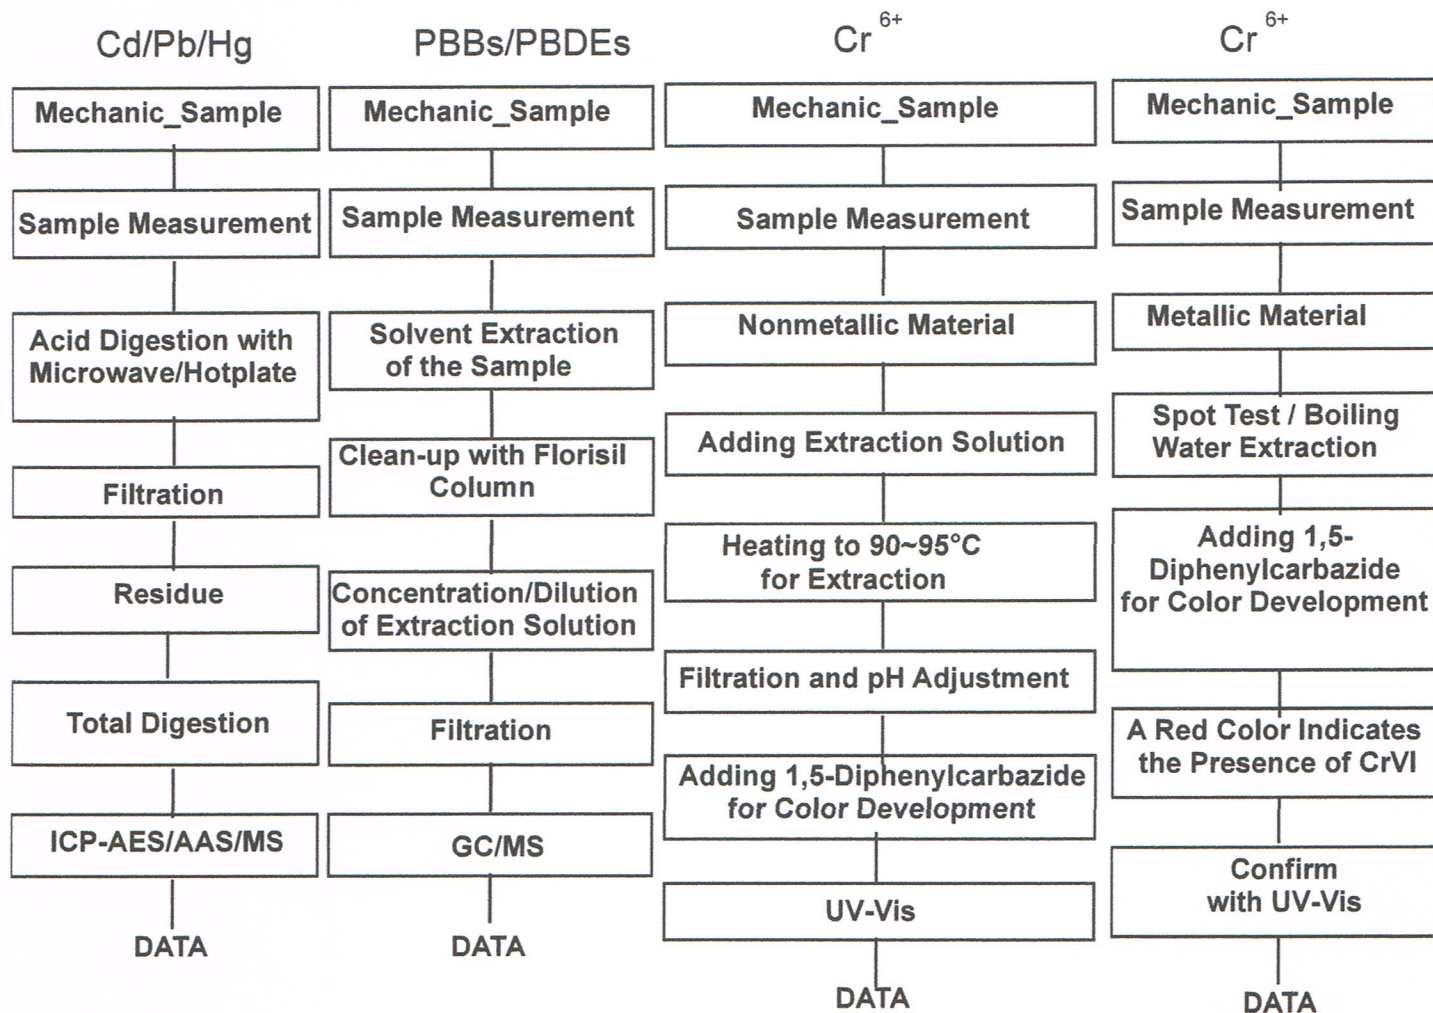 Cd/Pb/Hg
Mechanic_Sample
Sample Measurement
Acid Digestion with
Microwave/Hotplate
Filtration
Residue
Total Digestion
ICP-AES/AAS/MS
DATA
PBBs/PBDEs
Mechanic_Sample
Sample Measurement
Solvent Extraction
of the Sample
Clean-up with Florisil
Column
Concentration/Dilution
of Extraction Solution
Filtration
GC/MS
DATA
Cr 6+
Mechanic_Sample
Sample Measurement
Nonmetallic Material
Adding Extraction Solution
Heating to 90~95°C
for Extraction
Filtration and pH Adjustment
Adding 1,5-Diphenylcarbazide
for Color Development
UV-Vis
DATA
Cr 6+
Mechanic_Sample
Sample Measurement
Metallic Material
Spot Test / Boiling
Water Extraction
Adding 1,5-
Diphenylcarbazide
for Color Development
A Red Color Indicates
the Presence of CrVI
Confirm
with UV-Vis
DATA